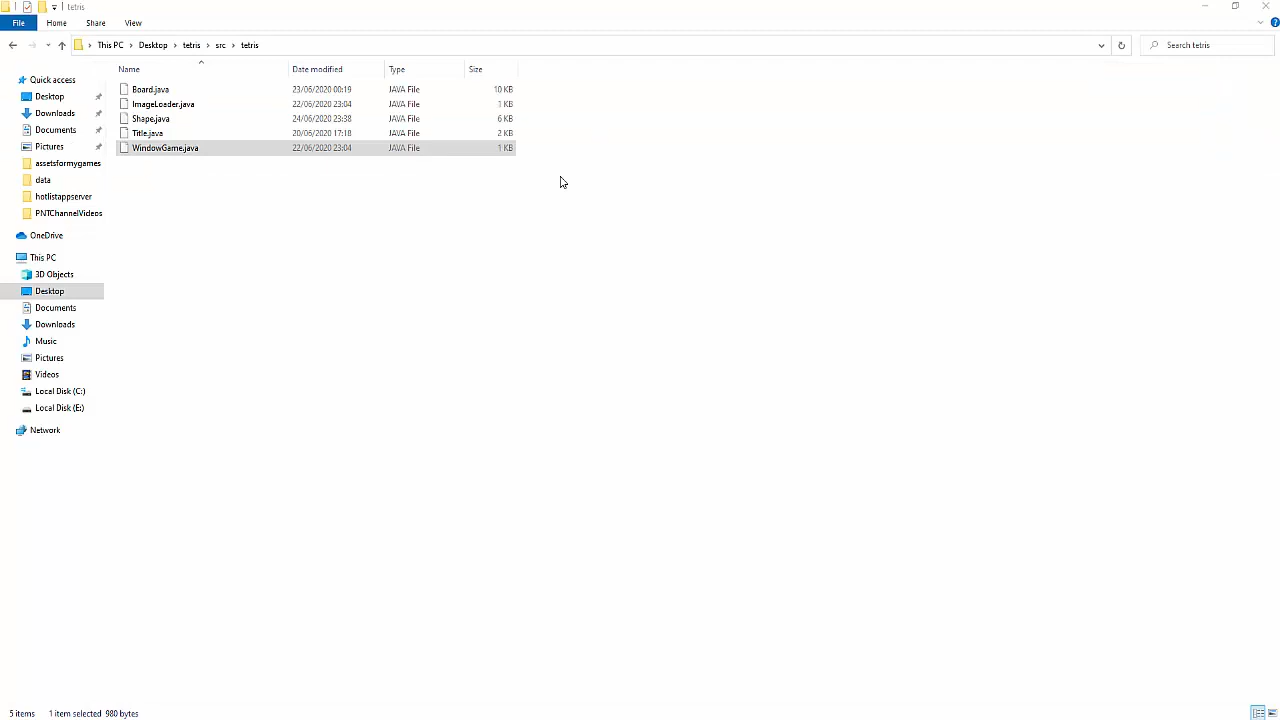 tetris
File Home Share View
This PC Desktop tetris src tetris
Search tetris
Name Date modified Type Size
Board.java 23/06/2020 00:19 JAVA File 10 KB
ImageLoader.java 22/06/2020 23:04 JAVA File 1 KB
Shape.java 24/06/2020 23:38 JAVA File 6 KB
Title.java 20/06/2020 17:18 JAVA File 2 KB
WindowGame.java 22/06/2020 23:04 JAVA File 1 KB
Quick access
Desktop
Downloads
Documents
Pictures
assetsformygames
data
hotlistappserver
PNTChannelVideos
OneDrive
This PC
3D Objects
Desktop
Documents
Downloads
Music
Pictures
Videos
Local Disk (C:)
Local Disk (E:)
Network
5 items 1 item selected 980 bytes